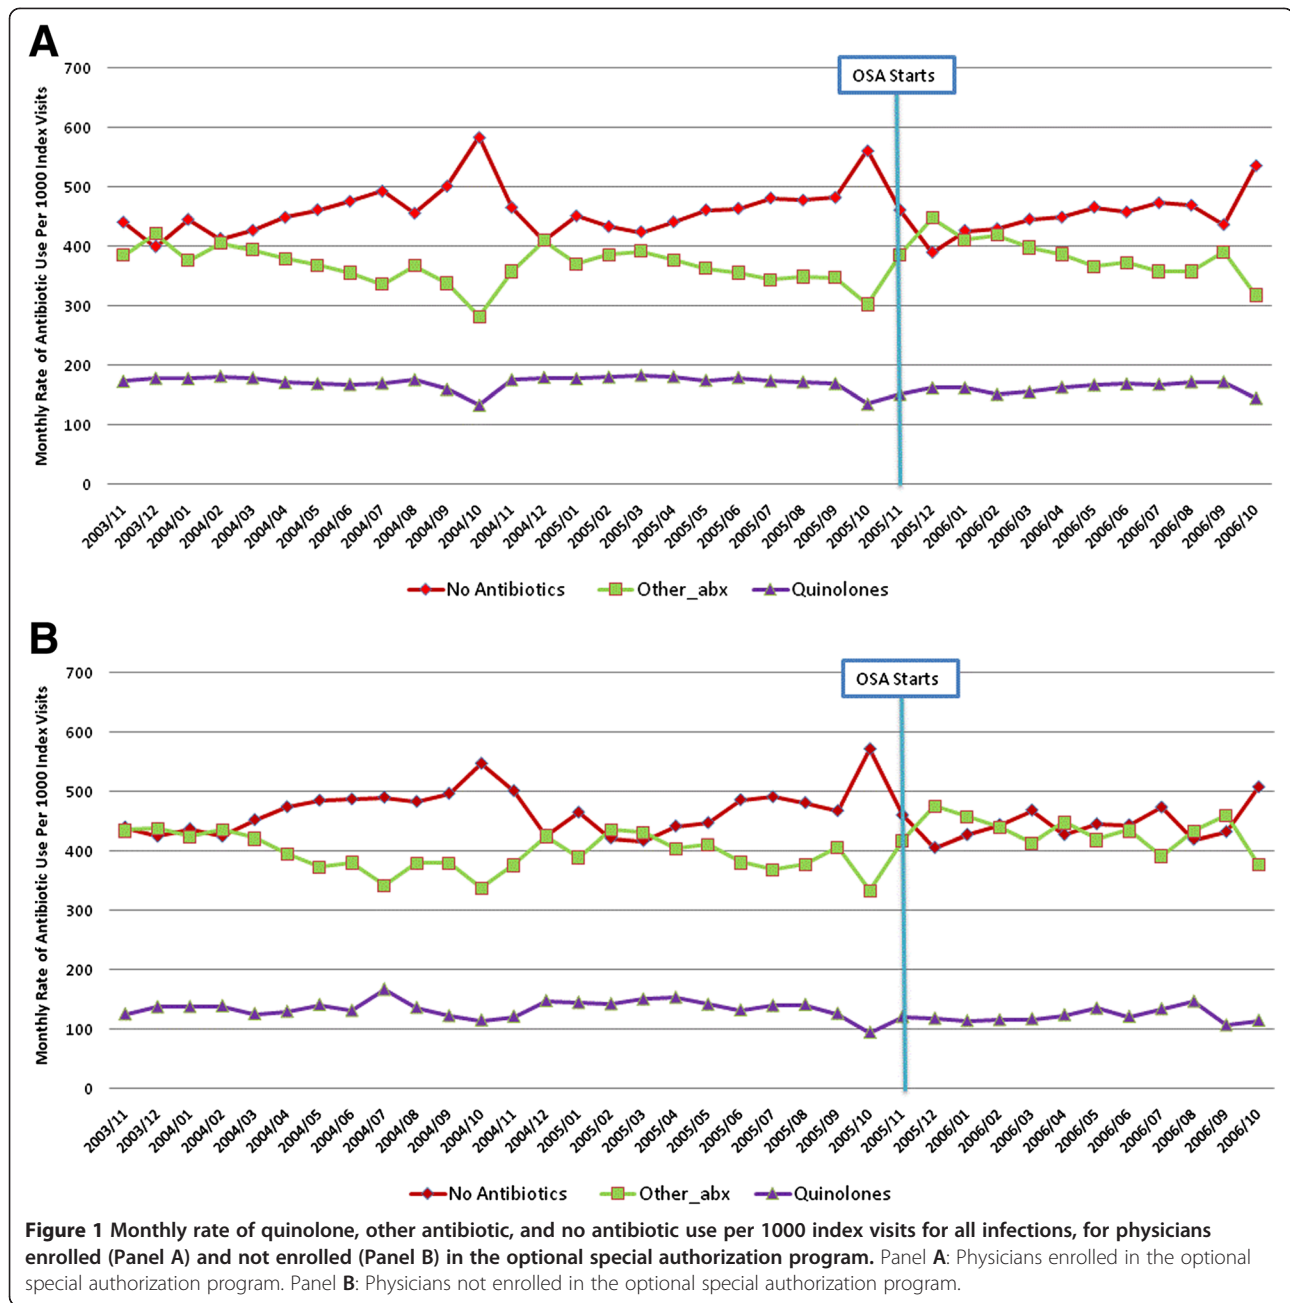 A
700
600
500
400
300
200
100
0
Monthly Rate of Antibiotic Use Per 1000 Index Visits
OSA Starts
2003/11 2003/12 2004/01 2004/02 2004/03 2004/04 2004/05 2004/06 2004/07 2004/08 2004/09 2004/10 2004/11 2004/12 2005/01 2005/02 2005/03 2005/04 2005/05 2005/06 2005/07 2005/08 2005/09 2005/10 2005/11 2005/12 2006/01 2006/02 2006/03 2006/04 2006/05 2006/06 2006/07 2006/08 2006/09 2006/10
No Antibiotics Other_abx Quinolones
B
700
600
500
400
300
200
100
0
Monthly Rate of Antibiotic Use Per 1000 Index Visits
OSA Starts
2003/11 2003/12 2004/01 2004/02 2004/03 2004/04 2004/05 2004/06 2004/07 2004/08 2004/09 2004/10 2004/11 2004/12 2005/01 2005/02 2005/03 2005/04 2005/05 2005/06 2005/07 2005/08 2005/09 2005/10 2005/11 2005/12 2006/01 2006/02 2006/03 2006/04 2006/05 2006/06 2006/07 2006/08 2006/09 2006/10
No Antibiotics Other_abx Quinolones
Figure 1 Monthly rate of quinolone, other antibiotic, and no antibiotic use per 1000 index visits for all infections, for physicians
enrolled (Panel A) and not enrolled (Panel B) in the optional special authorization program. Panel A: Physicians enrolled in the optional
special authorization program. Panel B: Physicians not enrolled in the optional special authorization program.